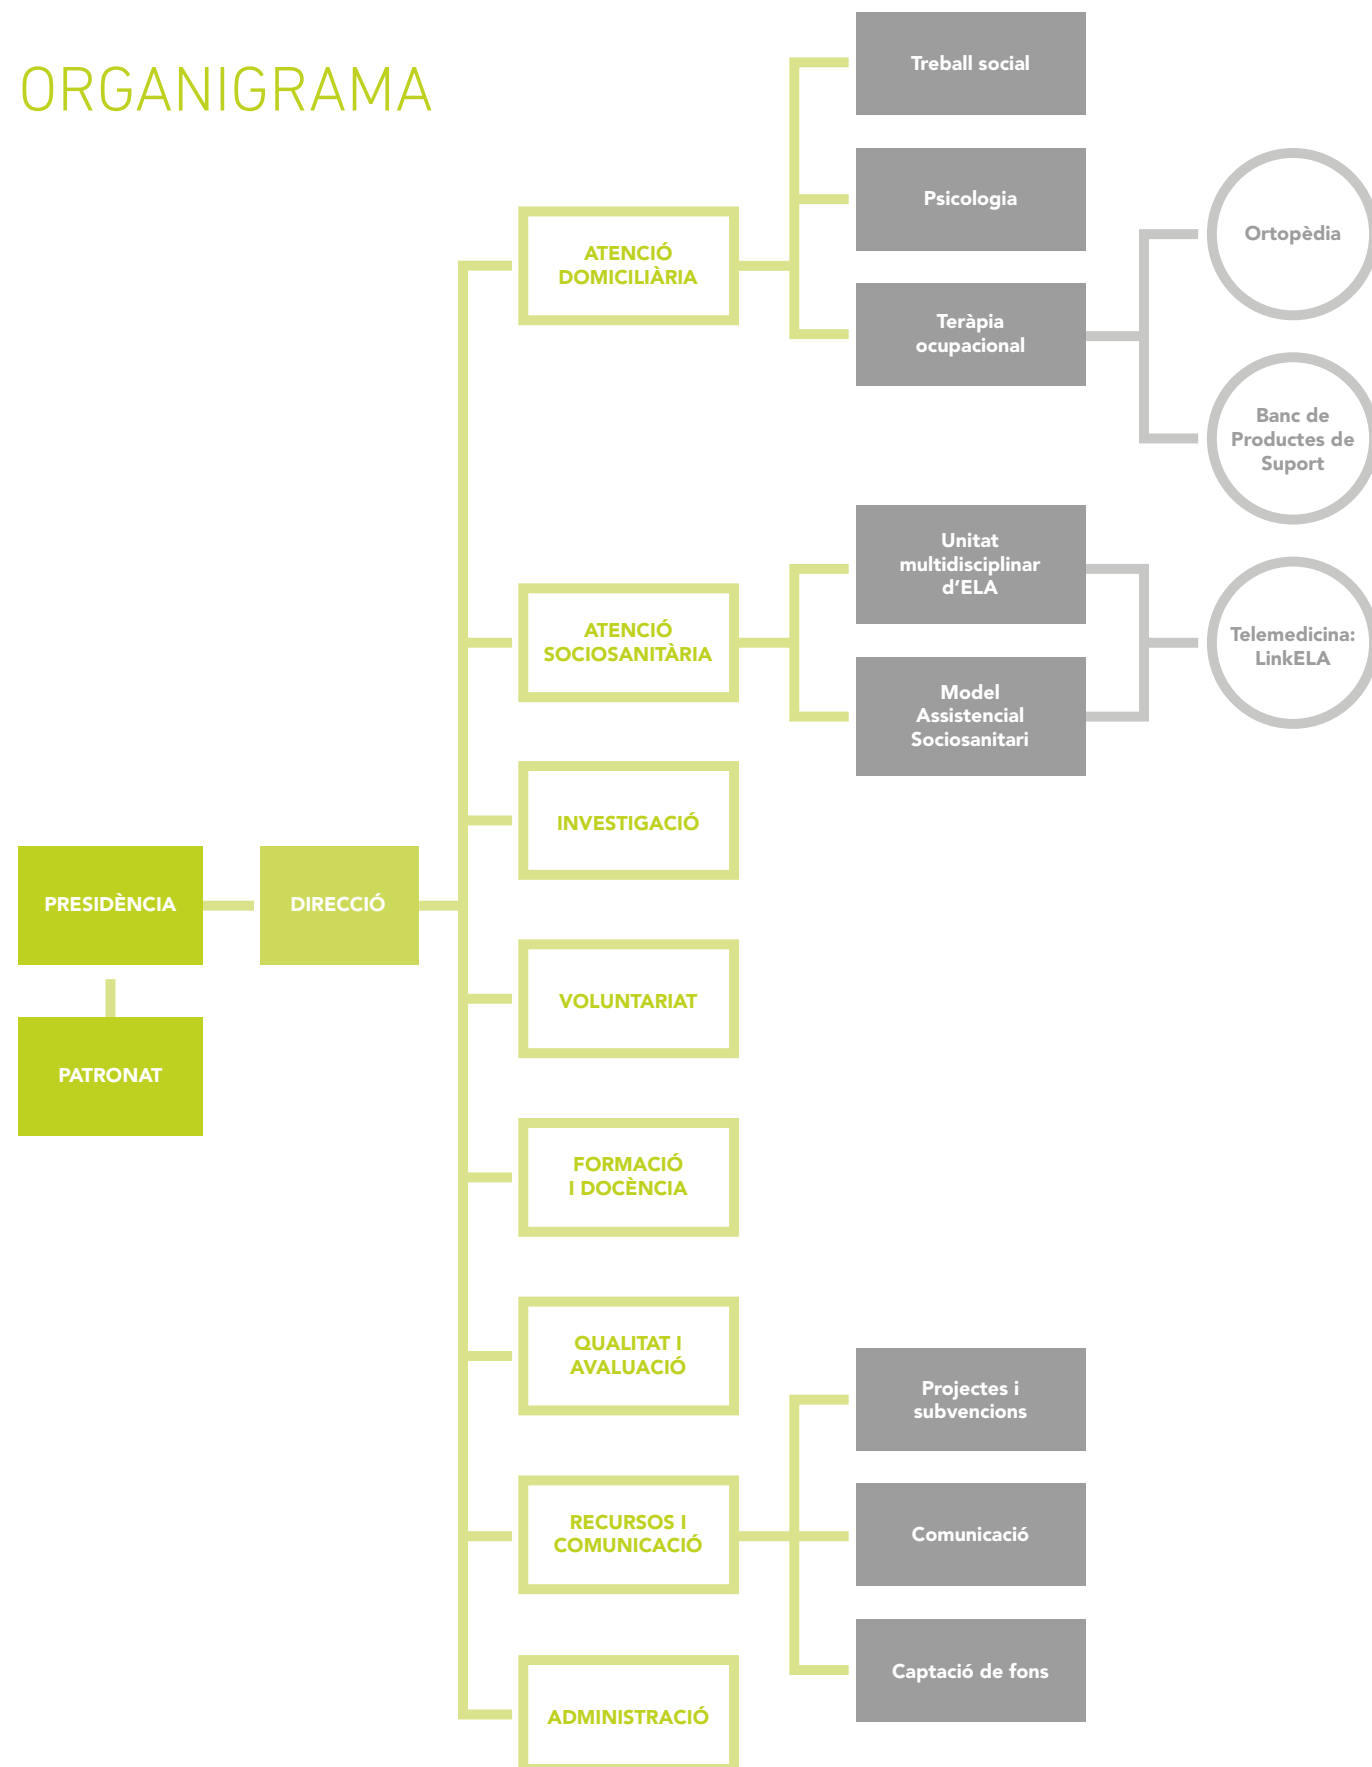 ORGANIGRAMA
Treball social
Psicologia
Ortopèdia
ATENCIÓ
DOMICILIÀRIA
Teràpia
ocupacional
Banc de
Productes de
Suport
Unitat
multidisciplinar
d’ELA
ATENCIÓ
SOCIOSANITÀRIA
Telemedicina:
LinkELA
Model
Assistencial
Sociosanitari
INVESTIGACIÓ
PRESIDÈNCIA
DIRECCIÓ
VOLUNTARIAT
PATRONAT
FORMACIÓ
I DOCÈNCIA
QUALITAT I
AVALUACIÓ
Projectes i
subvencions
RECURSOS I
COMUNICACIÓ
Comunicació
Captació de fons
ADMINISTRACIÓ